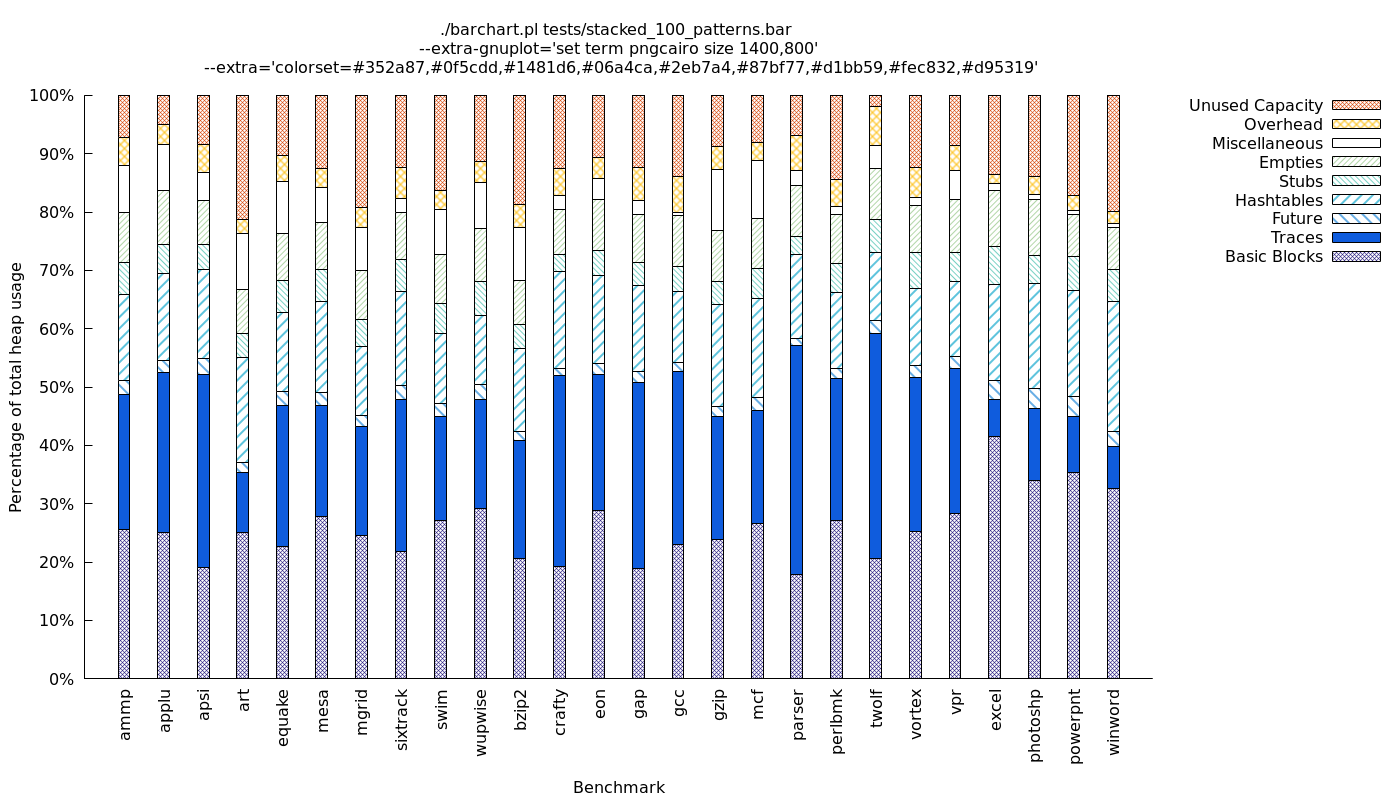 ./barchart.pl tests/stacked_100_patterns.bar
--extra-gnuplot='set term pngcairo size 1400,800'
--extra='colorset=#352a87,#0f5cdd,#1481d6,#06a4ca,#2eb7a4,#87bf77,#d1bb59,#fec832,#d95319'
100%
90%
80%
70%
60%
50%
40%
30%
20%
10%
0%
Percentage of total heap usage
ammp
applu
apsi
art
equake
mesa
mgrid
sixtrack
swim
wupwise
bzip2
crafty
eon
gap
gcc
gzip
mcf
parser
perlbmk
twolf
vortex
vpr
excel
photoshp
powerpnt
winword
Benchmark
Unused Capacity
Overhead
Miscellaneous
Empties
Stubs
Hashtables
Future
Traces
Basic Blocks